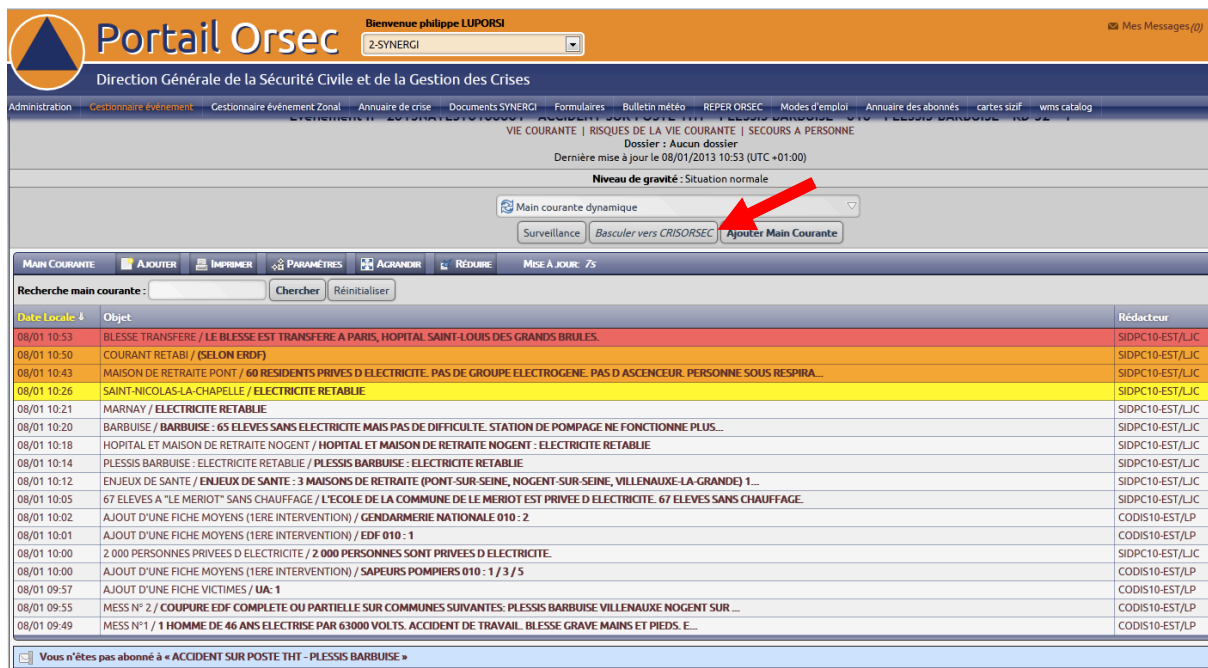 Portail Orsec
Bienvenue philippe LUPORSI
2-SYNERGI
Mes Messages(0)
Direction Générale de la Sécurité Civile et de la Gestion des Crises
Administration Gestionnaire événement Gestionnaire événement Zonal Annuaire de crise Documents SYNERGI Formulaires Bulletin météo REPER ORSEC Modes d'emploi Annuaire des abonnés cartes sizif wms catalog
VIE COURANTE | RISQUES DE LA VIE COURANTE | SECOURS A PERSONNE
Dossier : Aucun dossier
Dernière mise à jour le 08/01/2013 10:53 (UTC +01:00)
Niveau de gravité : Situation normale
Main courante dynamique
Surveillance Basculer vers CRISORSEC Ajouter Main Courante
MAIN COURANTE AJOUTER IMPRIMER PARAMÈTRES AGRANDIR RÉDUIRE MISE À JOUR: 7s
Recherche main courante : Chercher Réinitialiser
Date Locale Objet Rédacteur
08/01 10:53 BLESSE TRANSFERE / LE BLESSE EST TRANSFERE A PARIS, HOPITAL SAINT-LOUIS DES GRANDS BRULES. SIDPC10-EST/LJC
08/01 10:50 COURANT RETABI / (SELON ERDF) SIDPC10-EST/LJC
08/01 10:43 MAISON DE RETRAITE PONT / 60 RESIDENTS PRIVES D ELECTRICITE. PAS DE GROUPE ELECTROGENE. PAS D ASCENCEUR. PERSONNE SOUS RESPIRA... SIDPC10-EST/LJC
08/01 10:26 SAINT-NICOLAS-LA-CHAPELLE / ELECTRICITE RETABLIE SIDPC10-EST/LJC
08/01 10:21 MARNAY / ELECTRICITE RETABLIE SIDPC10-EST/LJC
08/01 10:20 BARBUISE / BARBUISE : 65 ELEVES SANS ELECTRICITE MAIS PAS DE DIFFICULTE. STATION DE POMPAGE NE FONCTIONNE PLUS... SIDPC10-EST/LJC
08/01 10:18 HOPITAL ET MAISON DE RETRAITE NOGENT / HOPITAL ET MAISON DE RETRAITE NOGENT : ELECTRICITE RETABLIE SIDPC10-EST/LJC
08/01 10:14 PLESSIS BARBUISE : ELECTRICITE RETABLIE / PLESSIS BARBUISE : ELECTRICITE RETABLIE SIDPC10-EST/LJC
08/01 10:12 ENJEUX DE SANTE / ENJEUX DE SANTE : 3 MAISONS DE RETRAITE (PONT-SUR-SEINE, NOGENT-SUR-SEINE, VILLENAUXE-LA-GRANDE) 1... SIDPC10-EST/LJC
08/01 10:05 67 ELEVES A "LE MERIOT" SANS CHAUFFAGE / L'ECOLE DE LA COMMUNE DE LE MERIOT EST PRIVEE D ELECTRICITE. 67 ELEVES SANS CHAUFFAGE. SIDPC10-EST/LJC
08/01 10:02 AJOUT D'UNE FICHE MOYENS (1ERE INTERVENTION) / GENDARMERIE NATIONALE 010 : 2 CODIS10-EST/LP
08/01 10:01 AJOUT D'UNE FICHE MOYENS (1ERE INTERVENTION) / EDF 010 : 1 CODIS10-EST/LP
08/01 10:00 2 000 PERSONNES PRIVEES D ELECTRICITE / 2 000 PERSONNES SONT PRIVEES D ELECTRICITE. SIDPC10-EST/LJC
08/01 10:00 AJOUT D'UNE FICHE MOYENS (1ERE INTERVENTION) / SAPEURS POMPIERS 010 : 1 / 3 / 5 CODIS10-EST/LP
08/01 09:57 AJOUT D'UNE FICHE VICTIMES / UA: 1 CODIS10-EST/LP
08/01 09:55 MESS N° 2 / COUPURE EDF COMPLETE OU PARTIELLE SUR COMMUNES SUIVANTES: PLESSIS BARBUISE VILLENAUXE NOGENT SUR ... CODIS10-EST/LP
08/01 09:49 MESS N°1 / 1 HOMME DE 46 ANS ELECTRISE PAR 63000 VOLTS. ACCIDENT DE TRAVAIL. BLESSE GRAVE MAINS ET PIEDS. E... CODIS10-EST/LP
Vous n'êtes pas abonné à « ACCIDENT SUR POSTE THT - PLESSIS BARBUISE »